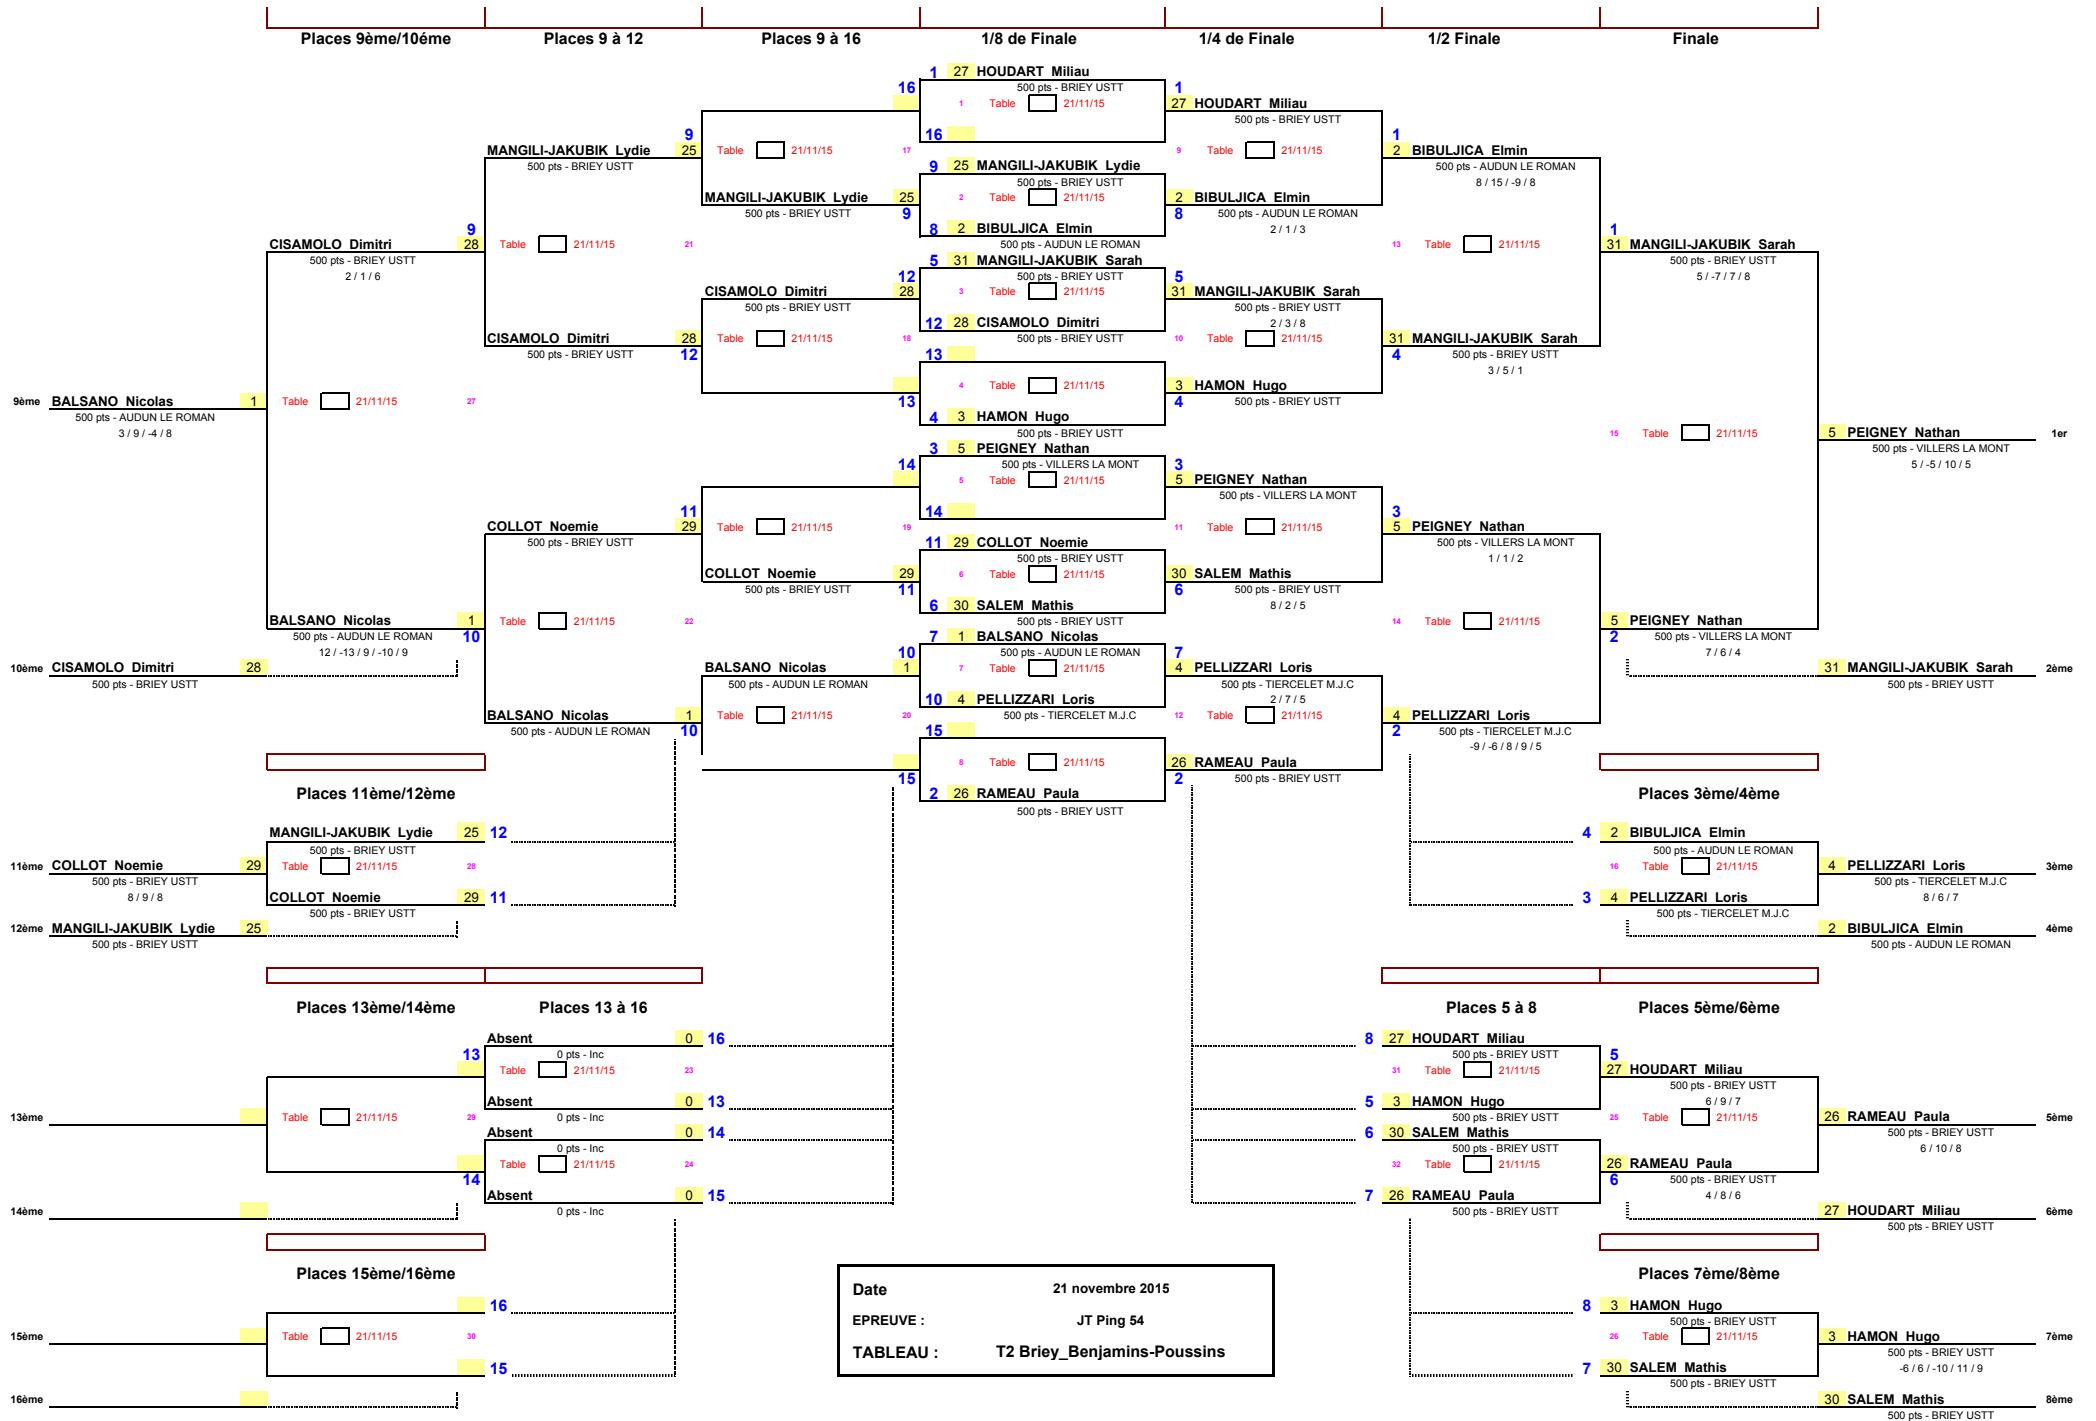 Places 9ème/10éme	Places 9 à 12	Places 9 à 16	1/8 de Finale	1/4 de Finale	1/2 Finale	Finale
1 27 HOUDART Miliau
16 500 pts - BRIEY USTT 1
1 Table 21/11/15 27 HOUDART Miliau
500 pts - BRIEY USTT
9 16 1
MANGILI-JAKUBIK Lydie 25 Table 21/11/15 17 9 Table 21/11/15 2 BIBULJICA Elmin
500 pts - BRIEY USTT 9 25 MANGILI-JAKUBIK Lydie 500 pts - AUDUN LE ROMAN
500 pts - BRIEY USTT 8 / 15 / -9 / 8
MANGILI-JAKUBIK Lydie 25 2 Table 21/11/15 2 BIBULJICA Elmin
500 pts - BRIEY USTT 9 8 500 pts - AUDUN LE ROMAN
9 8 2 BIBULJICA Elmin 2 / 1 / 3 1
CISAMOLO Dimitri 28 Table 21/11/15 21 500 pts - AUDUN LE ROMAN 13 Table 21/11/15 31 MANGILI-JAKUBIK Sarah
500 pts - BRIEY USTT 5 31 MANGILI-JAKUBIK Sarah 500 pts - BRIEY USTT
2 / 1 / 6 12 500 pts - BRIEY USTT 5 5 / -7 / 7 / 8
CISAMOLO Dimitri 28 3 Table 21/11/15 31 MANGILI-JAKUBIK Sarah
500 pts - BRIEY USTT 500 pts - BRIEY USTT
12 28 CISAMOLO Dimitri 2 / 3 / 8
CISAMOLO Dimitri 28 Table 21/11/15 18 500 pts - BRIEY USTT 10 Table 21/11/15 31 MANGILI-JAKUBIK Sarah
500 pts - BRIEY USTT 12 13 4 500 pts - BRIEY USTT
3 / 5 / 1
4 Table 21/11/15 3 HAMON Hugo
9ème BALSANO Nicolas 1 Table 21/11/15 27 13 4 500 pts - BRIEY USTT
500 pts - AUDUN LE ROMAN 4 3 HAMON Hugo
3 / 9 / -4 / 8 500 pts - BRIEY USTT 15 Table 21/11/15 5 PEIGNEY Nathan 1er
3 5 PEIGNEY Nathan 500 pts - VILLERS LA MONT
14 500 pts - VILLERS LA MONT 3 5 / -5 / 10 / 5
5 Table 21/11/15 5 PEIGNEY Nathan
500 pts - VILLERS LA MONT
11 14 3
COLLOT Noemie 29 Table 21/11/15 19 11 Table 21/11/15 5 PEIGNEY Nathan
500 pts - BRIEY USTT 11 29 COLLOT Noemie 500 pts - VILLERS LA MONT
500 pts - BRIEY USTT 1 / 1 / 2
COLLOT Noemie 29 6 Table 21/11/15 30 SALEM Mathis
500 pts - BRIEY USTT 11 6 500 pts - BRIEY USTT
6 30 SALEM Mathis 8 / 2 / 5
BALSANO Nicolas 1 Table 21/11/15 22 500 pts - BRIEY USTT 14 Table 21/11/15 5 PEIGNEY Nathan
500 pts - AUDUN LE ROMAN 10 7 1 BALSANO Nicolas 2 500 pts - VILLERS LA MONT
12 / -13 / 9 / -10 / 9 10 500 pts - AUDUN LE ROMAN 7 7 / 6 / 4
10ème CISAMOLO Dimitri 28 BALSANO Nicolas 1 7 Table 21/11/15 4 PELLIZZARI Loris 31 MANGILI-JAKUBIK Sarah 2ème
500 pts - BRIEY USTT 500 pts - AUDUN LE ROMAN 500 pts - TIERCELET M.J.C 500 pts - BRIEY USTT
10 4 PELLIZZARI Loris 2 / 7 / 5
BALSANO Nicolas 1 Table 21/11/15 20 500 pts - TIERCELET M.J.C 12 Table 21/11/15 4 PELLIZZARI Loris
500 pts - AUDUN LE ROMAN 10 15 2 500 pts - TIERCELET M.J.C
-9 / -6 / 8 / 9 / 5
8 Table 21/11/15 26 RAMEAU Paula
15 2 500 pts - BRIEY USTT
Places 11ème/12ème 2 26 RAMEAU Paula Places 3ème/4ème
500 pts - BRIEY USTT
MANGILI-JAKUBIK Lydie 25 12 4 2 BIBULJICA Elmin
500 pts - BRIEY USTT 500 pts - AUDUN LE ROMAN
11ème COLLOT Noemie 29 Table 21/11/15 28 16 Table 21/11/15 4 PELLIZZARI Loris 3ème
500 pts - BRIEY USTT 500 pts - TIERCELET M.J.C
8 / 9 / 8 COLLOT Noemie 29 11 3 4 PELLIZZARI Loris 8 / 6 / 7
500 pts - BRIEY USTT 500 pts - TIERCELET M.J.C
12ème MANGILI-JAKUBIK Lydie 25 2 BIBULJICA Elmin 4ème
500 pts - BRIEY USTT 500 pts - AUDUN LE ROMAN
Places 13ème/14ème Places 13 à 16 Places 5 à 8 Places 5ème/6ème
Absent 0 16 8 27 HOUDART Miliau
13 0 pts - Inc 500 pts - BRIEY USTT 5
Table 21/11/15 23 31 Table 21/11/15 27 HOUDART Miliau
500 pts - BRIEY USTT
Absent 0 13 5 3 HAMON Hugo 6 / 9 / 7
13ème Table 21/11/15 29 0 pts - Inc 500 pts - BRIEY USTT 25 Table 21/11/15 26 RAMEAU Paula 5ème
Absent 0 14 6 30 SALEM Mathis 500 pts - BRIEY USTT
0 pts - Inc 500 pts - BRIEY USTT 6 / 10 / 8
Table 21/11/15 24 32 Table 21/11/15 26 RAMEAU Paula
14 6 500 pts - BRIEY USTT
Absent 0 15 7 26 RAMEAU Paula 4 / 8 / 6
14ème 0 pts - Inc 500 pts - BRIEY USTT 27 HOUDART Miliau 6ème
500 pts - BRIEY USTT
Places 15ème/16ème Places 7ème/8ème
Date 21 novembre 2015
16 8 3 HAMON Hugo
EPREUVE : JT Ping 54 500 pts - BRIEY USTT
15ème Table 21/11/15 30 26 Table 21/11/15 3 HAMON Hugo 7ème
TABLEAU : T2 Briey_Benjamins-Poussins 500 pts - BRIEY USTT
15 7 30 SALEM Mathis -6 / 6 / -10 / 11 / 9
500 pts - BRIEY USTT
16ème 30 SALEM Mathis 8ème
500 pts - BRIEY USTT